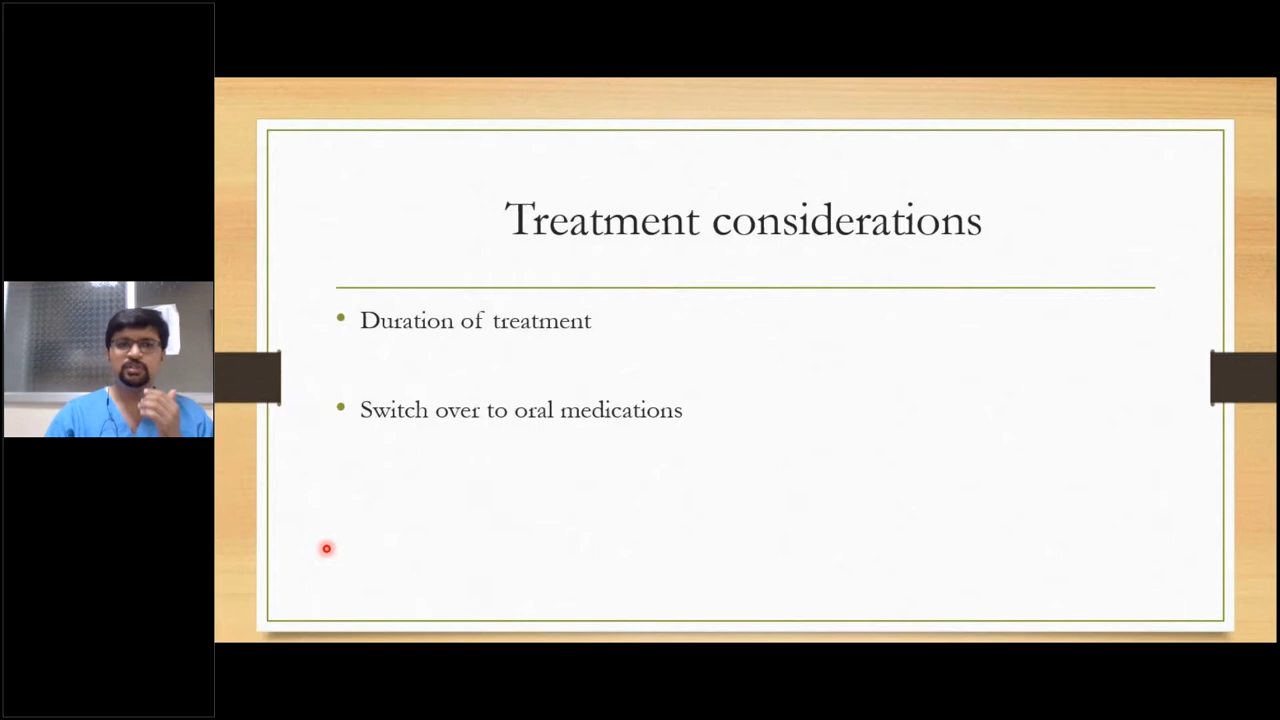 Treatment considerations
Duration of treatment
Switch over to oral medications